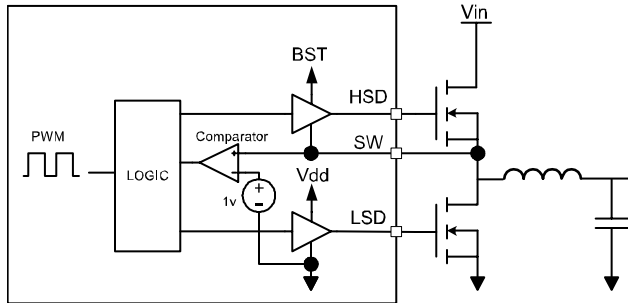 Vin
BST
HSD
PWM
Comparator
+
SW
LOGIC
−
Vdd
+
1v
−
LSD